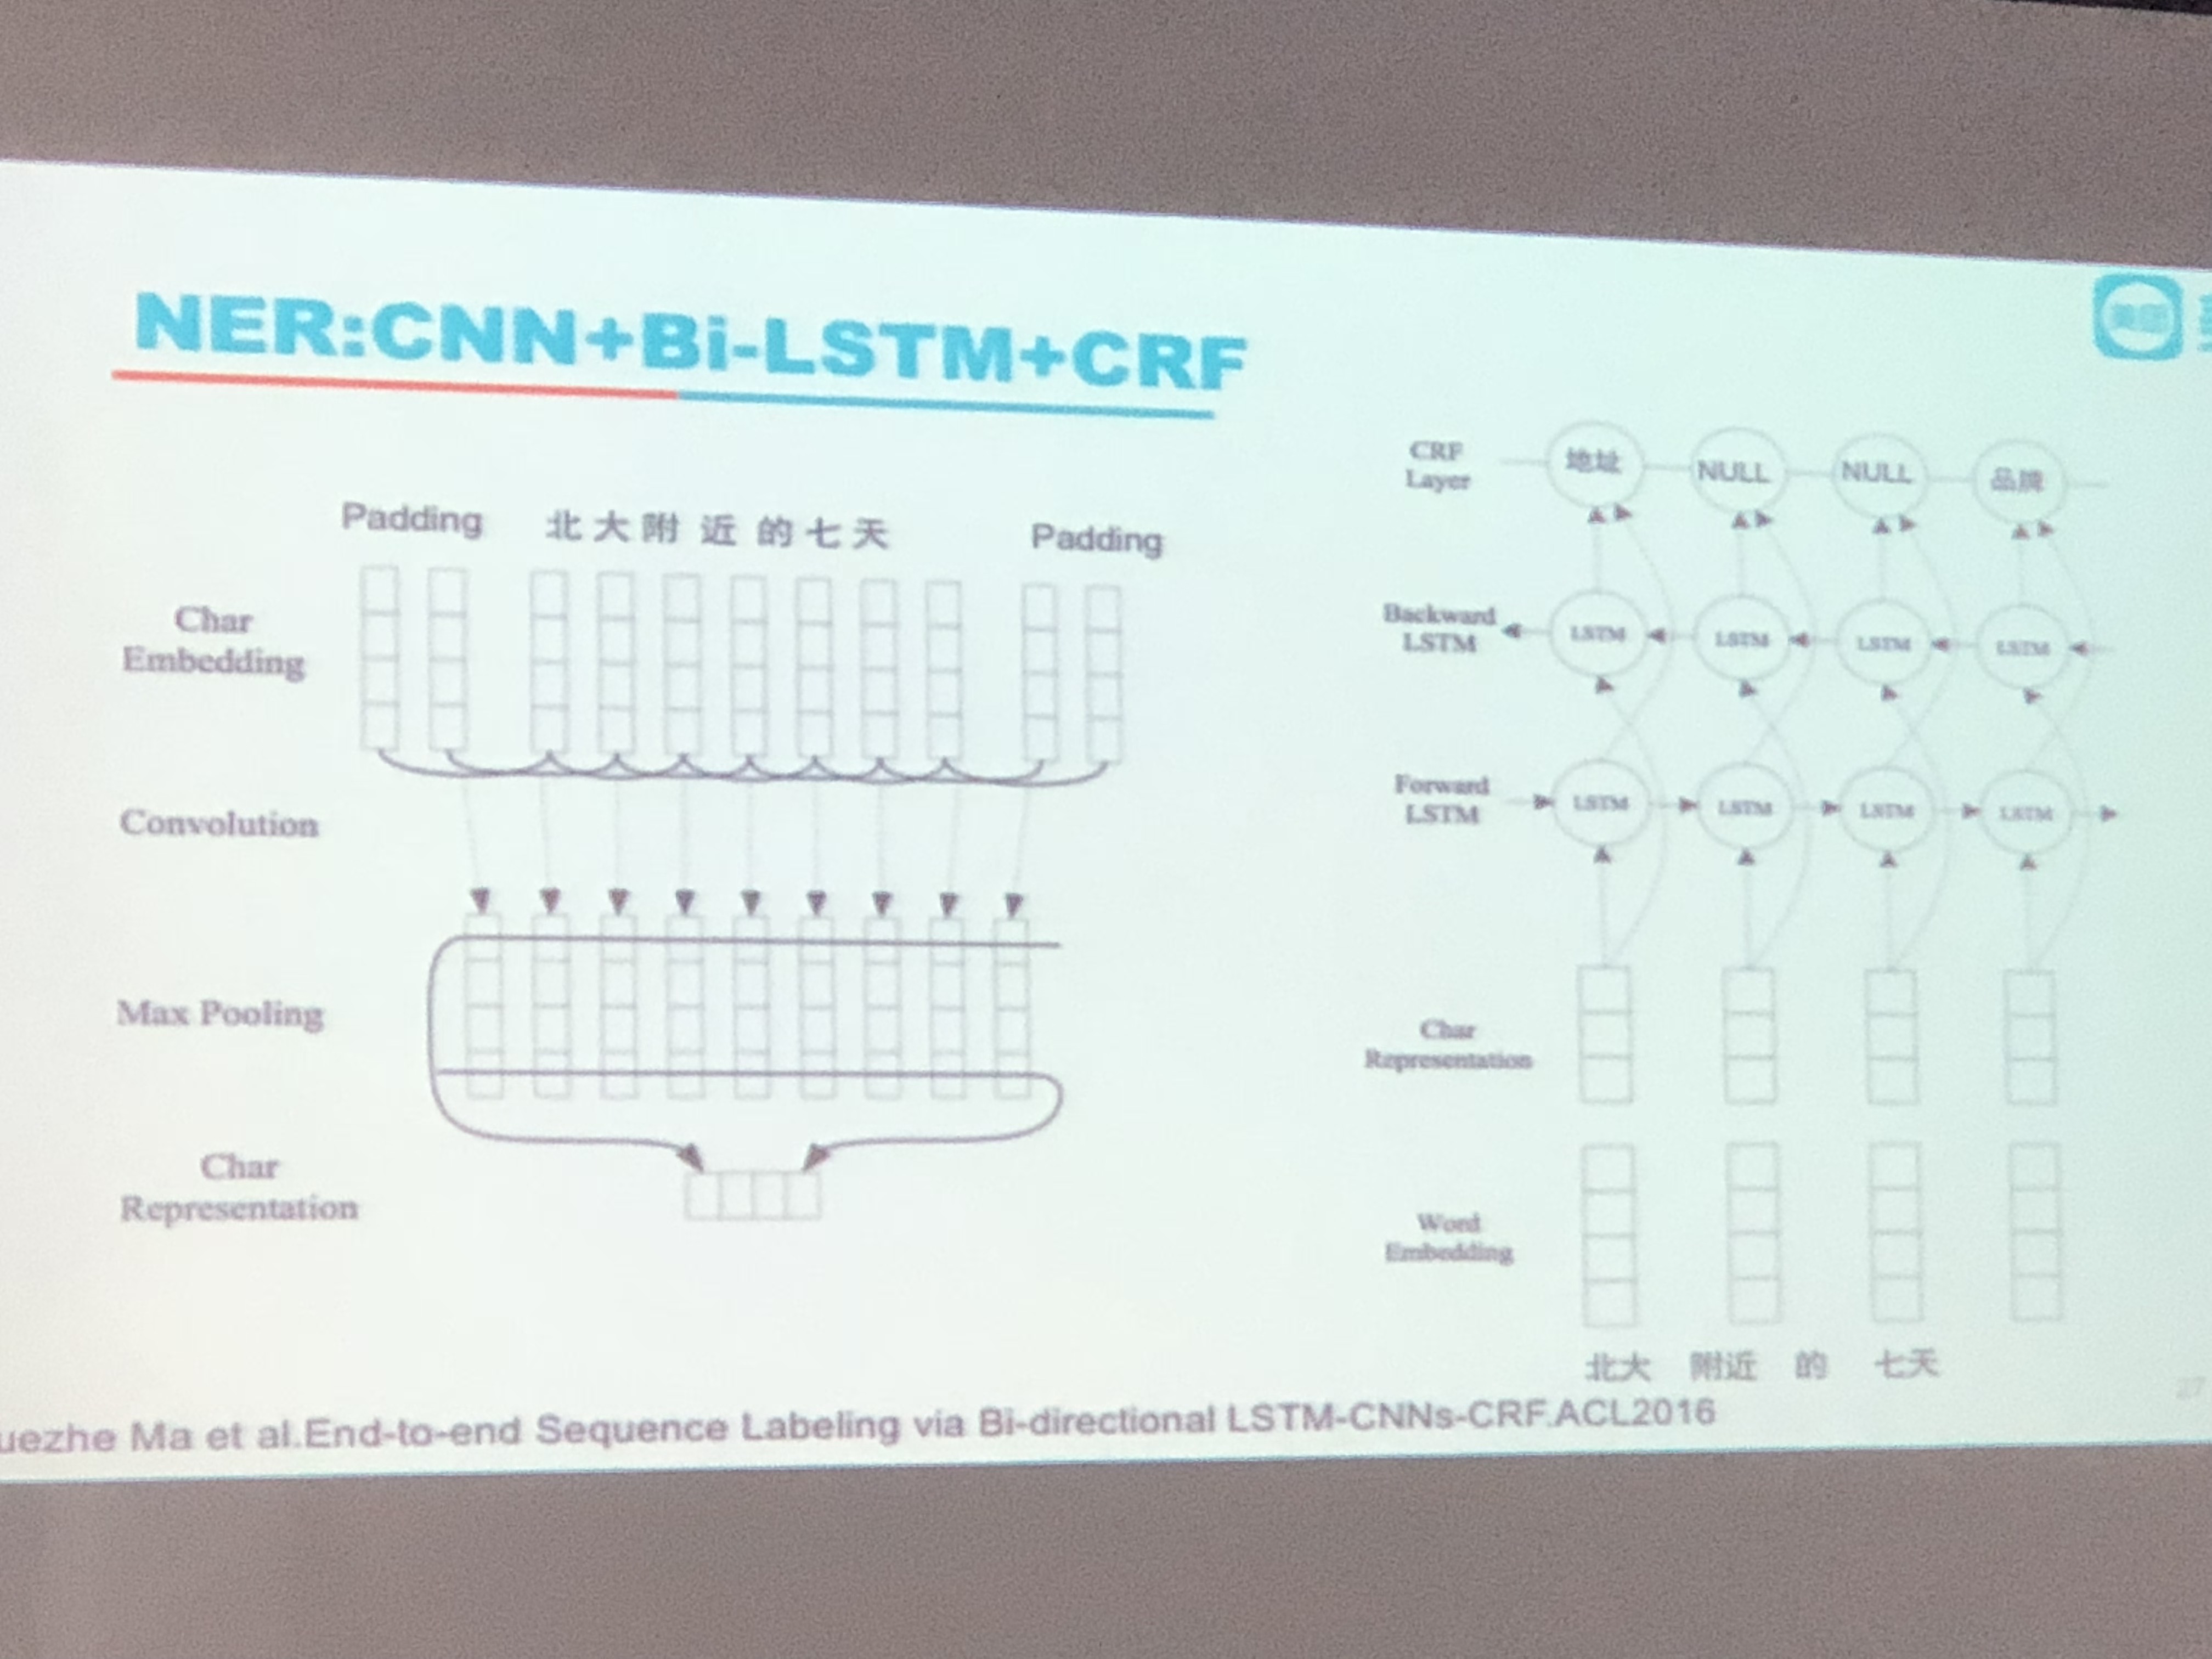 NER:CNN+Bi-LSTM+CRF
Padding 北大附近的七天 Padding
Char
Embedding
Convolution
Max Pooling
Char
Representation
CRF
Layer
地址 NULL NULL 品牌
Backward
LSTM
LSTM LSTM LSTM LSTM
Forward
LSTM
LSTM LSTM LSTM LSTM
Char
Representation
Word
Embedding
北大 附近 的 七天
uezhe Ma et al.End-to-end Sequence Labeling via Bi-directional LSTM-CNNs-CRF.ACL2016
27